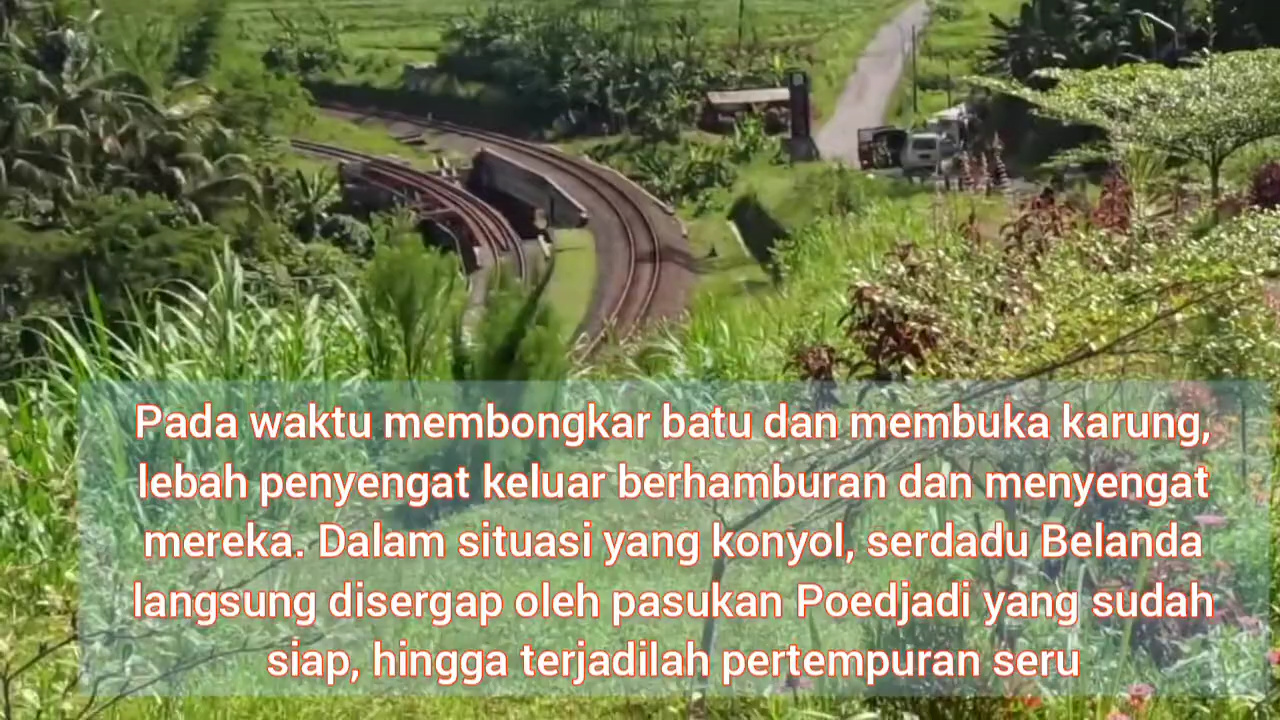 Pada waktu membongkar batu dan membuka karung,
lebah penyengat keluar berhamburan dan menyengat
mereka. Dalam situasi yang konyol, serdadu Belanda
langsung disergap oleh pasukan Poedjadi yang sudah
siap, hingga terjadilah pertempuran seru